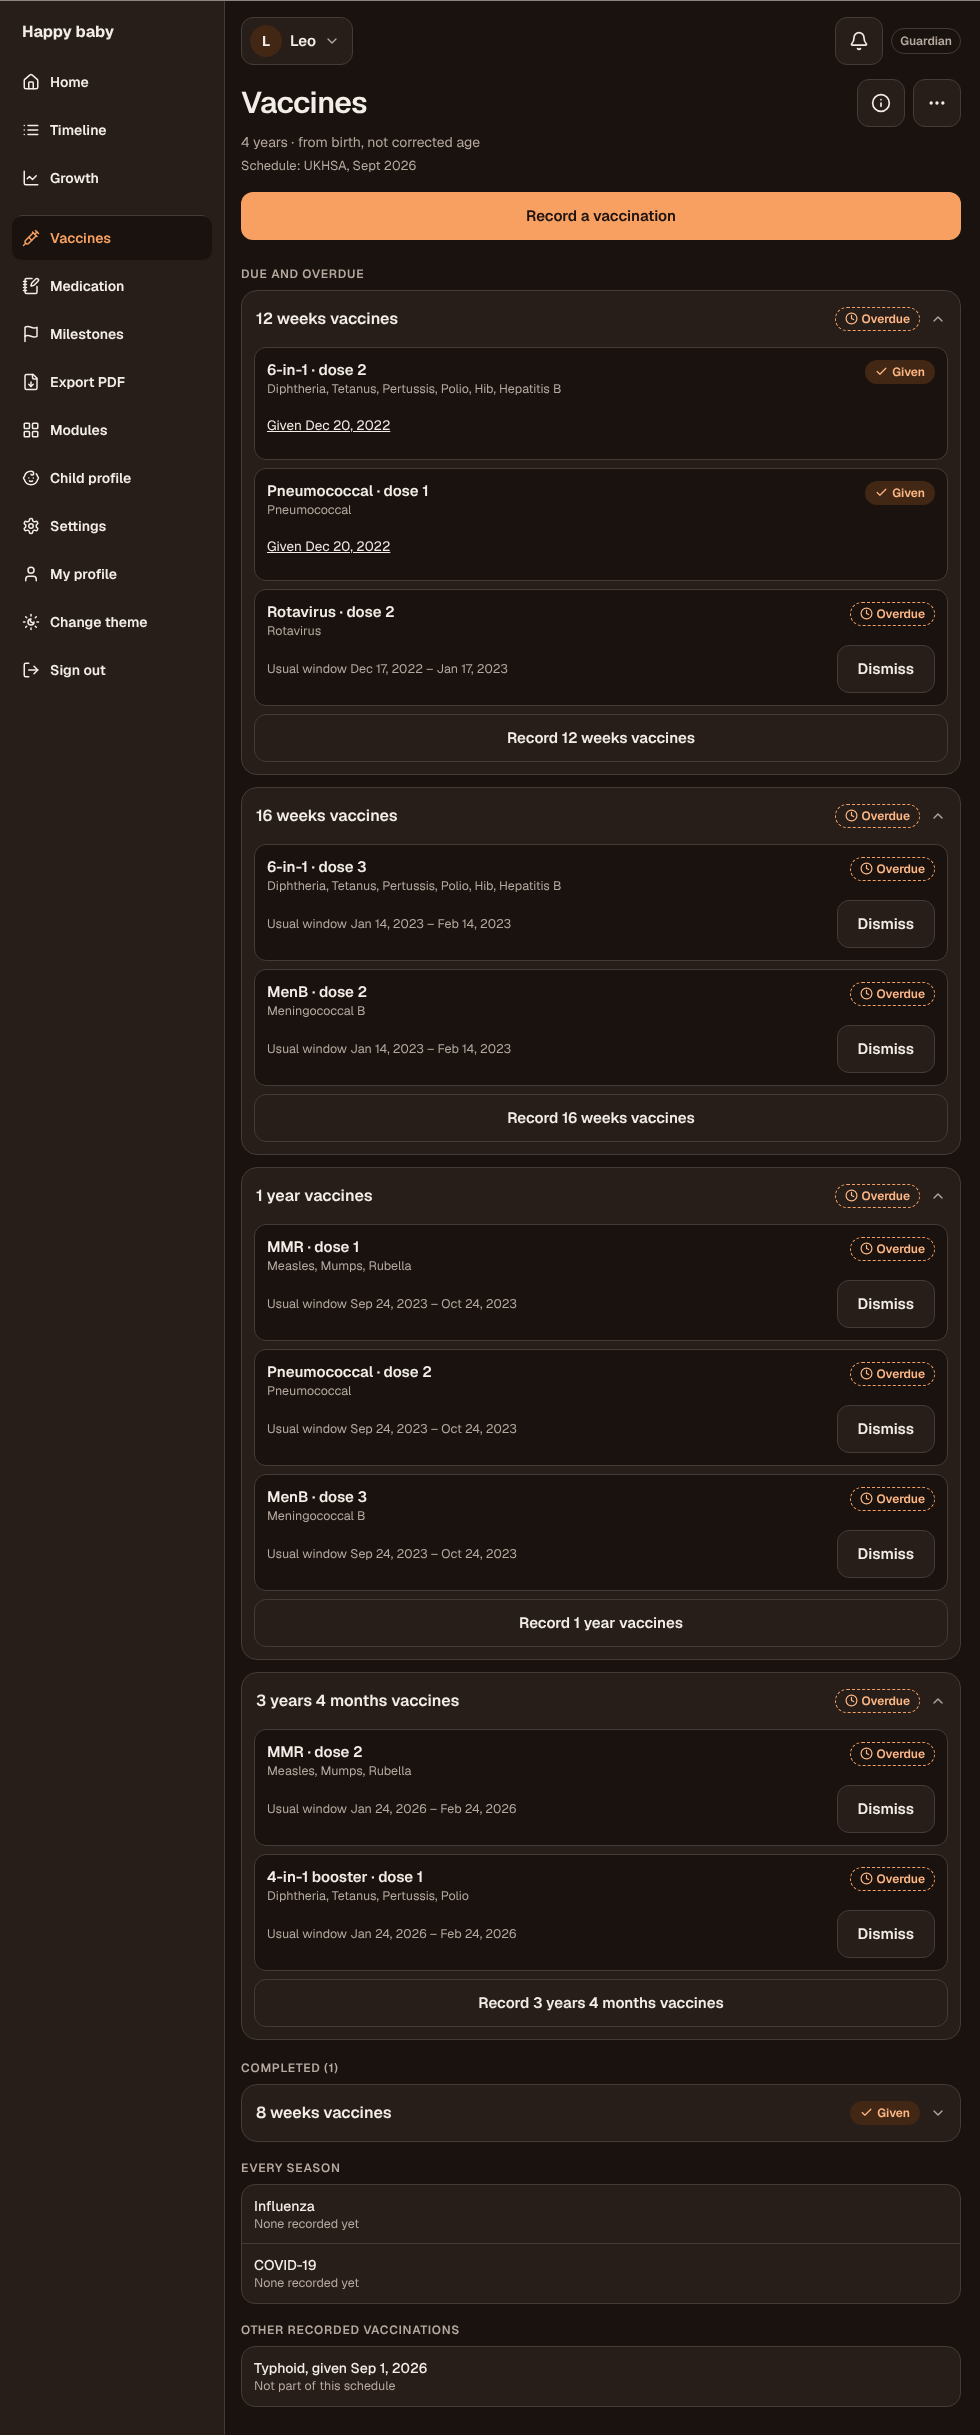 Happy baby
Home
Timeline
Growth
Vaccines
Medication
Milestones
Export PDF
Modules
Child profile
Settings
My profile
Change theme
Sign out
L Leo
Guardian
Vaccines
4 years · from birth, not corrected age
Schedule: UKHSA, Sept 2026
Record a vaccination
DUE AND OVERDUE
12 weeks vaccines Overdue
6-in-1 · dose 2 Given
Diphtheria, Tetanus, Pertussis, Polio, Hib, Hepatitis B
Given Dec 20, 2022
Pneumococcal · dose 1 Given
Pneumococcal
Given Dec 20, 2022
Rotavirus · dose 2 Overdue
Rotavirus
Usual window Dec 17, 2022 – Jan 17, 2023 Dismiss
Record 12 weeks vaccines
16 weeks vaccines Overdue
6-in-1 · dose 3 Overdue
Diphtheria, Tetanus, Pertussis, Polio, Hib, Hepatitis B
Usual window Jan 14, 2023 – Feb 14, 2023 Dismiss
MenB · dose 2 Overdue
Meningococcal B
Usual window Jan 14, 2023 – Feb 14, 2023 Dismiss
Record 16 weeks vaccines
1 year vaccines Overdue
MMR · dose 1 Overdue
Measles, Mumps, Rubella
Usual window Sep 24, 2023 – Oct 24, 2023 Dismiss
Pneumococcal · dose 2 Overdue
Pneumococcal
Usual window Sep 24, 2023 – Oct 24, 2023 Dismiss
MenB · dose 3 Overdue
Meningococcal B
Usual window Sep 24, 2023 – Oct 24, 2023 Dismiss
Record 1 year vaccines
3 years 4 months vaccines Overdue
MMR · dose 2 Overdue
Measles, Mumps, Rubella
Usual window Jan 24, 2026 – Feb 24, 2026 Dismiss
4-in-1 booster · dose 1 Overdue
Diphtheria, Tetanus, Pertussis, Polio
Usual window Jan 24, 2026 – Feb 24, 2026 Dismiss
Record 3 years 4 months vaccines
COMPLETED (1)
8 weeks vaccines Given
EVERY SEASON
Influenza
None recorded yet
COVID-19
None recorded yet
OTHER RECORDED VACCINATIONS
Typhoid, given Sep 1, 2026
Not part of this schedule